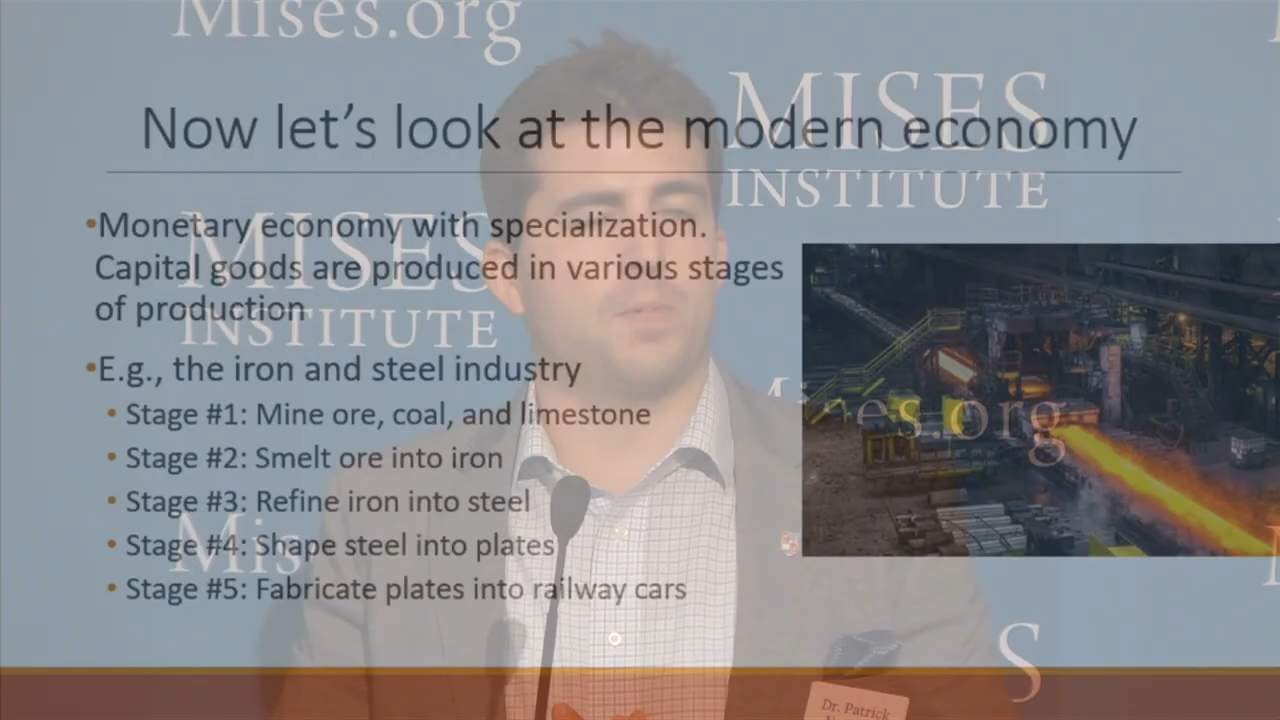 Mises.org
MISES
INSTITUTE
Now let's look at the modern economy
MISES
INSTITUTE
•Monetary economy with specialization.
Capital goods are produced in various stages
of production
•E.g., the iron and steel industry
• Stage #1: Mine ore, coal, and limestone
• Stage #2: Smelt ore into iron
• Stage #3: Refine iron into steel
• Stage #4: Shape steel into plates
• Stage #5: Fabricate plates into railway cars
Mises.org
Mis
S
Dr. Patrick